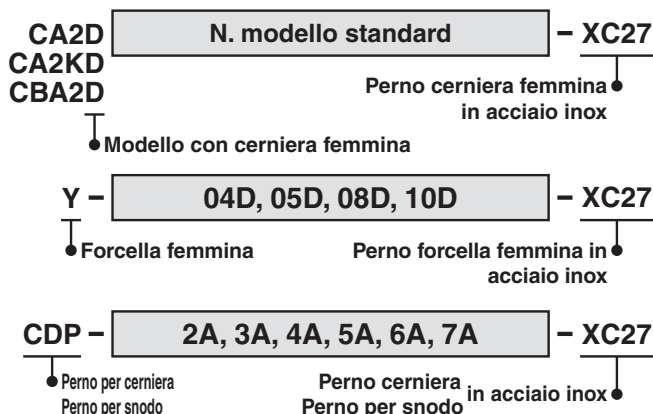 CA2D N. modello standard – XC27
CA2KD
CBA2D
Perno cerniera femmina
in acciaio inox
Modello con cerniera femmina
Y – 04D, 05D, 08D, 10D – XC27
Forcella femmina
Perno forcella femmina in
acciaio inox
CDP – 2A, 3A, 4A, 5A, 6A, 7A – XC27
Perno per cerniera
Perno per snodo
Perno cerniera
Perno per snodo
in acciaio inox